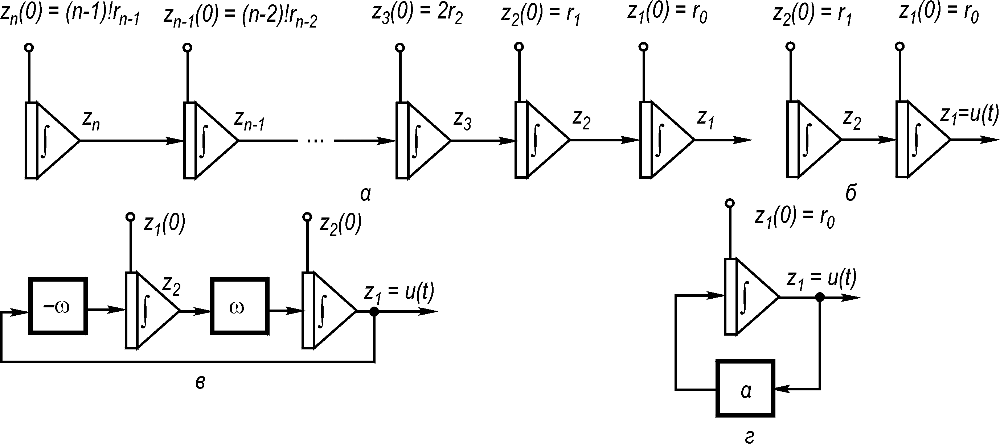 zn(0) = (n-1)!rn-1 zn-1(0) = (n-2)!rn-2 z3(0) = 2r2 z2(0) = r1 z1(0) = r0 z2(0) = r1 z1(0) = r0
∫ zn ∫ zn-1 ... ∫ z3 ∫ z2 ∫ z1 ∫ z2 ∫ z1=u(t)
а б
z1(0) z2(0) z1(0) = r0
−ω ∫ z2 ω ∫ z1 = u(t) ∫ z1 = u(t)
в
a
г